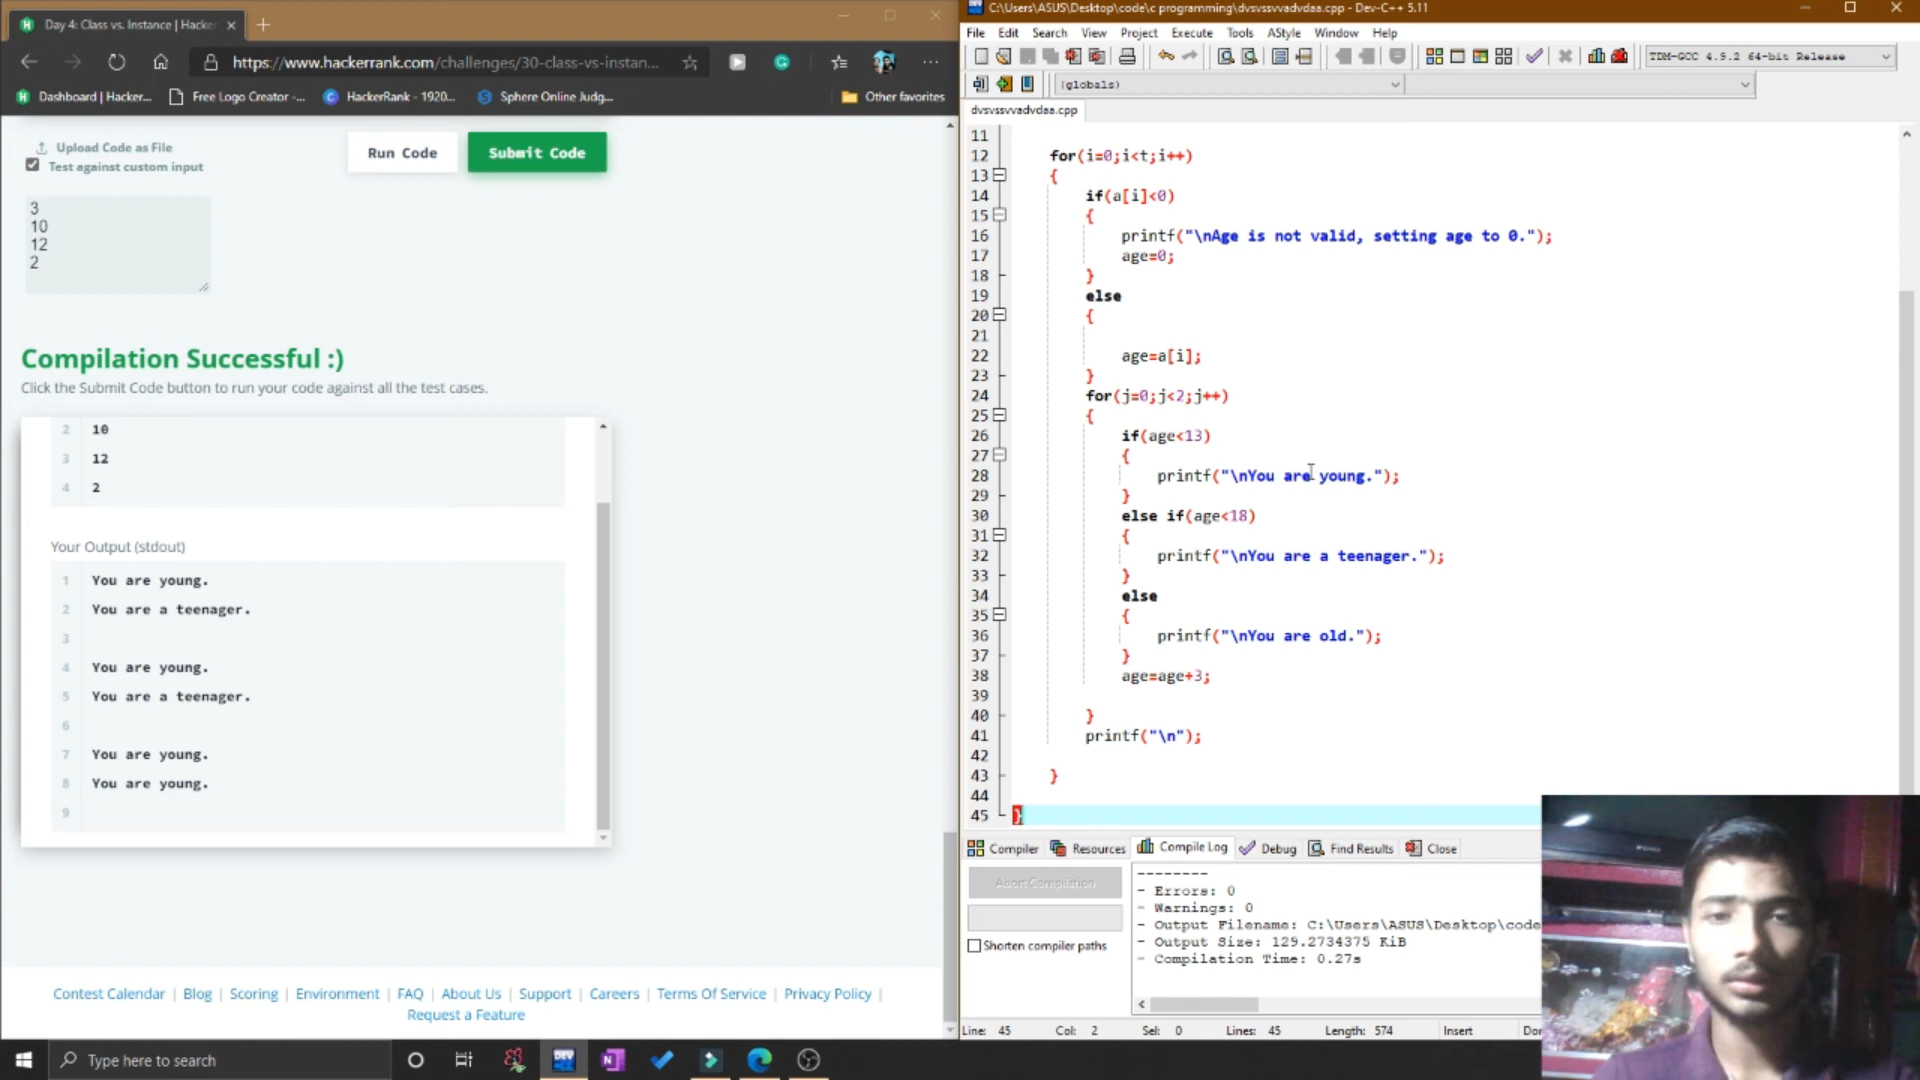 Day 4: Class vs. Instance | Hacker
https://www.hackerrank.com/challenges/30-class-vs-instan...
Dashboard | Hacker...
Free Logo Creator -...
HackerRank - 1920...
Sphere Online Judg...
Other favorites
Upload Code as File
Test against custom input
Run Code
Submit Code
3
10
12
2
Compilation Successful :)
Click the Submit Code button to run your code against all the test cases.
2 10
3 12
4 2
Your Output (stdout)
1 You are young.
2 You are a teenager.
3
4 You are young.
5 You are a teenager.
6
7 You are young.
8 You are young.
9
Contest Calendar | Blog | Scoring | Environment | FAQ | About Us | Support | Careers | Terms Of Service | Privacy Policy |
Request a Feature
Type here to search
DEV
N
C:\Users\ASUS\Desktop\code\c programming\dvsvssvvadvdaa.cpp - Dev-C++ 5.11
File Edit Search View Project Execute Tools AStyle Window Help
TDM-GCC 4.9.2 64-bit Release
(globals)
dvsvssvvadvdaa.cpp
11
12 for(i=0;i<t;i++)
13 {
14 if(a[i]<0)
15 {
16 printf("\nAge is not valid, setting age to 0.");
17 age=0;
18 }
19 else
20 {
21
22 age=a[i];
23 }
24 for(j=0;j<2;j++)
25 {
26 if(age<13)
27 {
28 printf("\nYou are young.");
29 }
30 else if(age<18)
31 {
32 printf("\nYou are a teenager.");
33 }
34 else
35 {
36 printf("\nYou are old.");
37 }
38 age=age+3;
39
40 }
41 printf("\n");
42
43 }
44
45 }
Compiler Resources Compile Log Debug Find Results Close
Abort Compilation
Shorten compiler paths
--------
- Errors: 0
- Warnings: 0
- Output Filename: C:\Users\ASUS\Desktop\code
- Output Size: 129.2734375 KiB
- Compilation Time: 0.27s
Line: 45 Col: 2 Sel: 0 Lines: 45 Length: 574 Insert Don